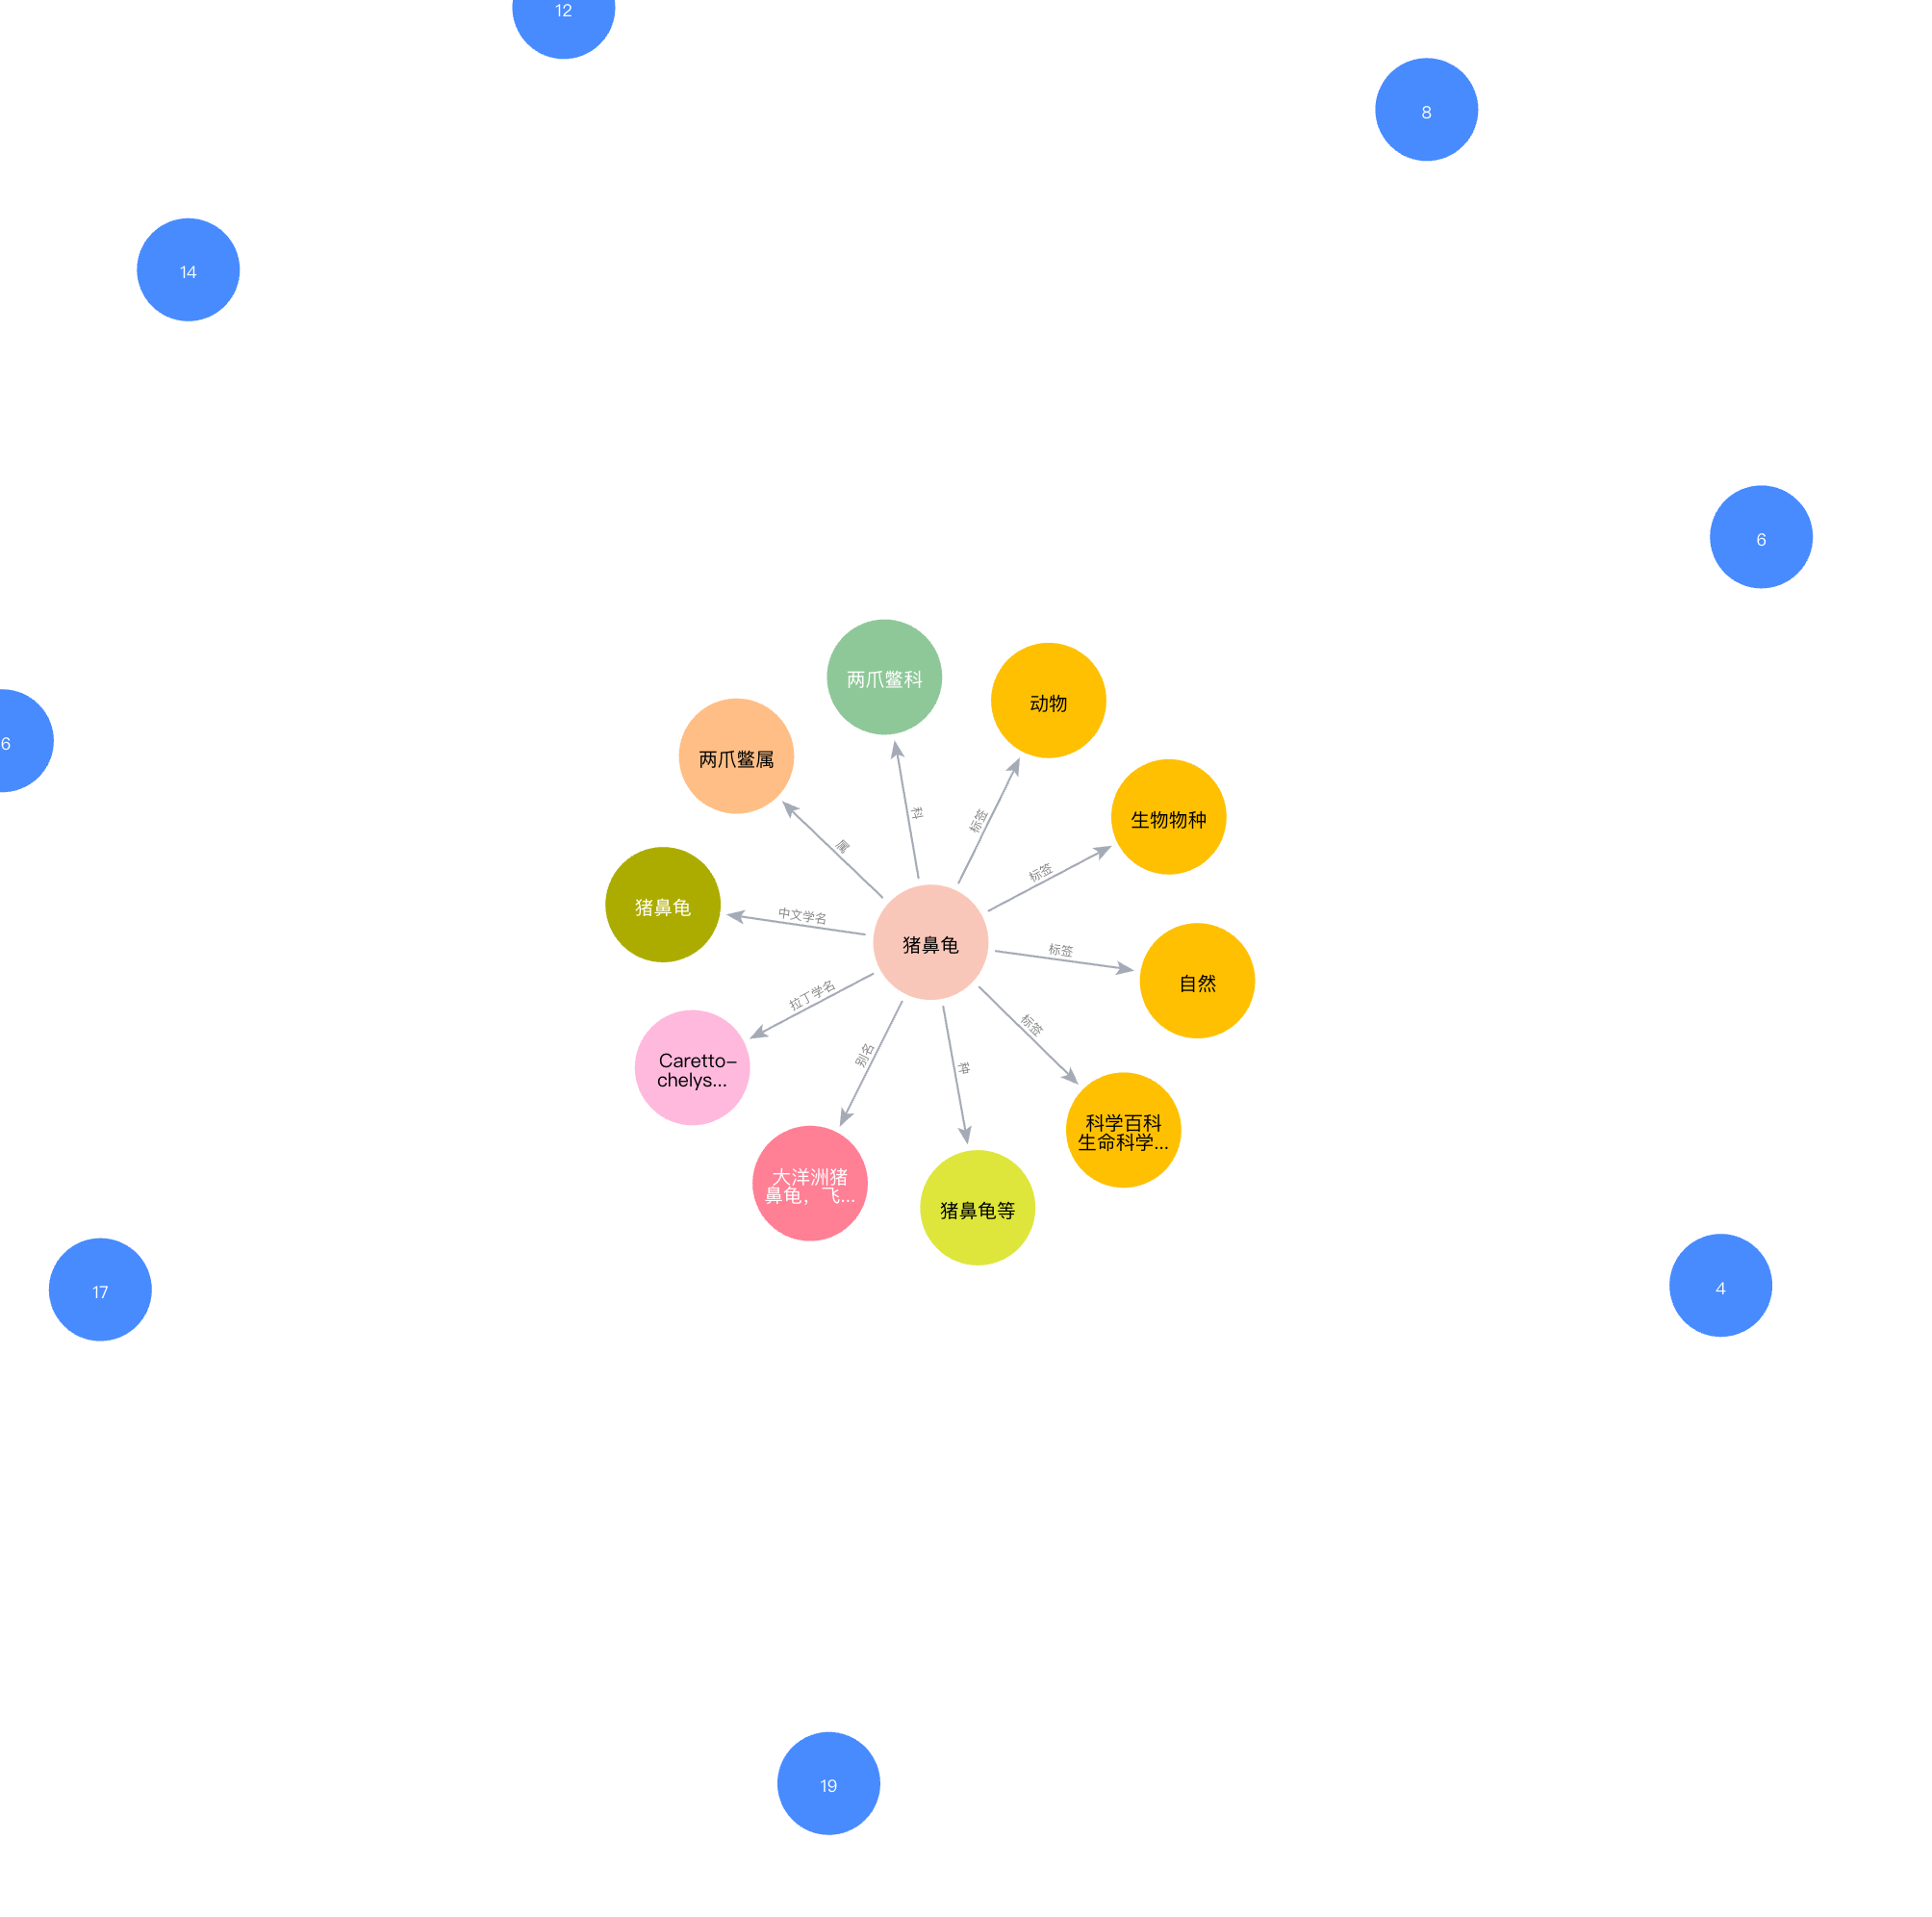 12
8
14
6
两爪鳖科
动物
6
两爪鳖属
科
标签
生物物种
属
标签
猪鼻龟
中文学名
猪鼻龟
标签
自然
拉丁学名
标签
Caretto-
chelys...
别名
种
科学百科
生命科学...
大洋洲猪
鼻龟，飞...
猪鼻龟等
17
4
19